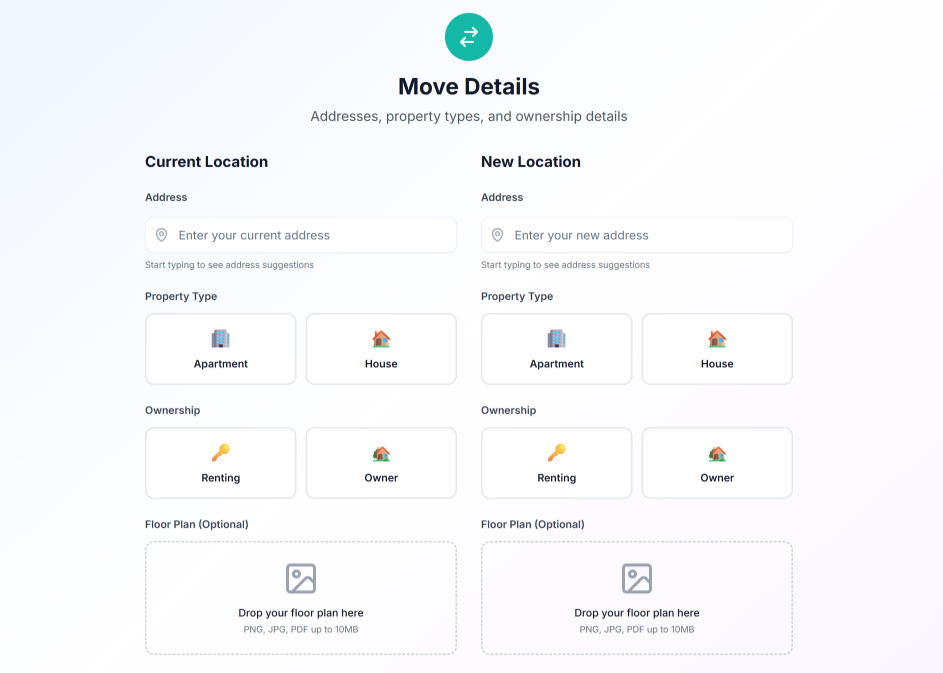 Move Details
Addresses, property types, and ownership details
Current Location
Address
Enter your current address
Start typing to see address suggestions
Property Type
Apartment
House
Ownership
Renting
Owner
Floor Plan (Optional)
Drop your floor plan here
PNG, JPG, PDF up to 10MB
New Location
Address
Enter your new address
Start typing to see address suggestions
Property Type
Apartment
House
Ownership
Renting
Owner
Floor Plan (Optional)
Drop your floor plan here
PNG, JPG, PDF up to 10MB